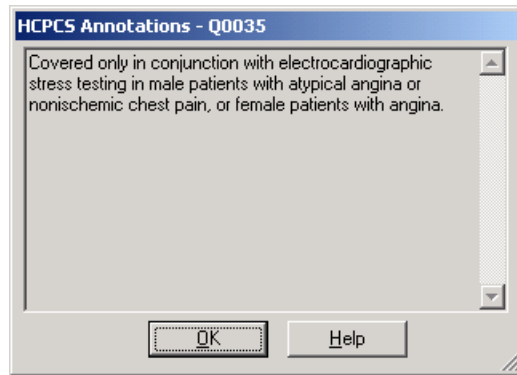 HCPCS Annotations - Q0035
Covered only in conjunction with electrocardiographic
stress testing in male patients with atypical angina or
nonischemic chest pain, or female patients with angina.
OK
Help